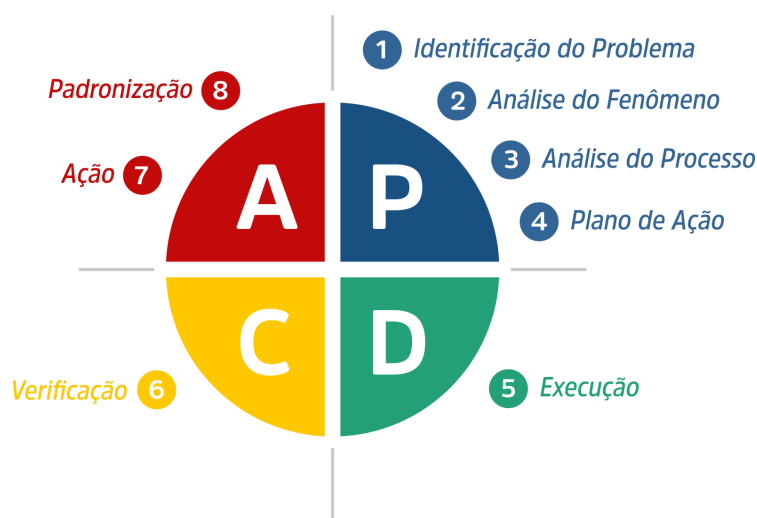 1 Identificação do Problema
2 Análise do Fenômeno
3 Análise do Processo
4 Plano de Ação
5 Execução
Verificação 6
Ação 7
Padronização 8
A P
C D